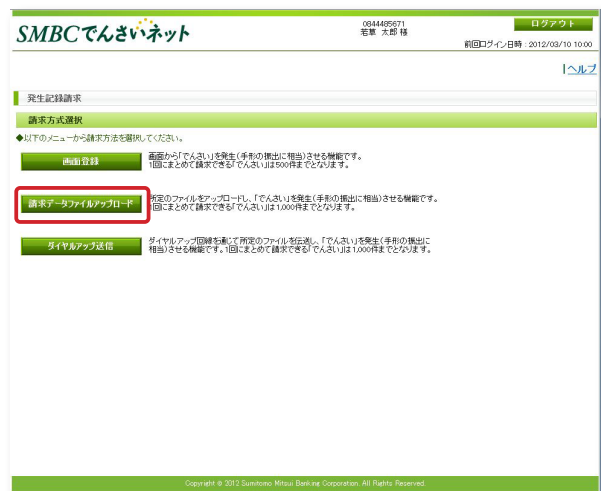 SMBCでんさいネット
0844485671
若草 太郎 様
ログアウト
前回ログイン日時：2012/03/10 10:00
ヘルプ
発生記録請求
請求方式選択
◆以下のメニューから請求方法を選択してください。
画面登録
画面から「でんさい」を発生（手形の振出に相当）させる機能です。
1回にまとめて請求できる「でんさい」は500件までとなります。
請求データファイルアップロード
所定のファイルをアップロードし、「でんさい」を発生（手形の振出に相当）させる機能です。
1回にまとめて請求できる「でんさい」は1,000件までとなります。
ダイヤルアップ送信
ダイヤルアップ回線を通じて所定のファイルを伝送し、「でんさい」を発生（手形の振出に
相当）させる機能です。1回にまとめて請求できる「でんさい」は1,000件までとなります。
Copyright © 2012 Sumitomo Mitsui Banking Corporation. All Rights Reserved.